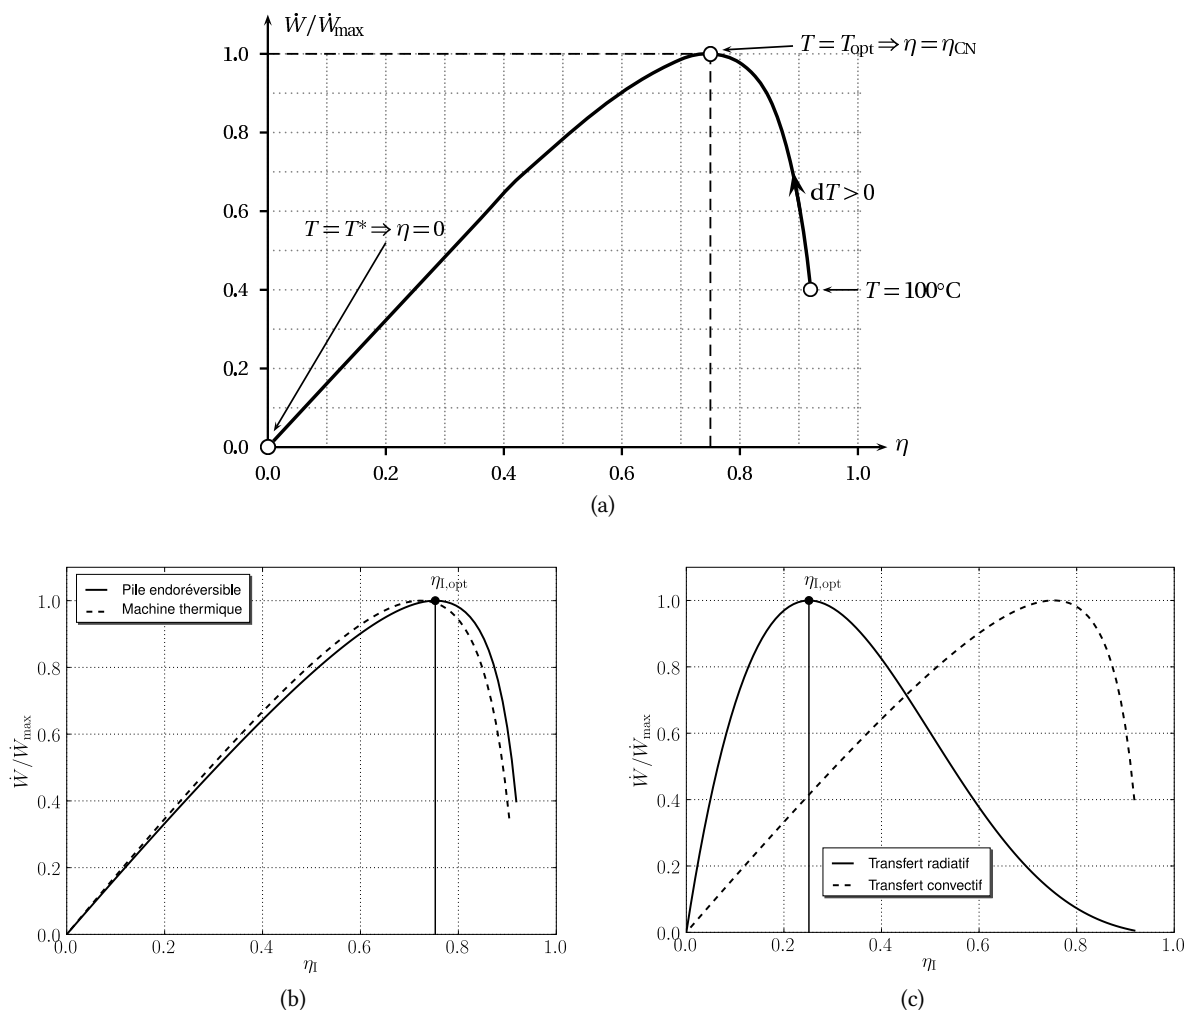 Ẇ/Ẇmax
1.0
T = Topt ⇒ η = ηCN
0.8
dT > 0
0.6
T = T* ⇒ η = 0
0.4
T = 100°C
0.2
0.0
η
0.0 0.2 0.4 0.6 0.8 1.0
(a)
Pile endoréversible
Machine thermique
ηI,opt
1.0
0.8
0.6
Ẇ/Ẇmax
0.4
0.2
0.0
0.0 0.2 0.4 0.6 0.8 1.0
ηI
(b)
ηI,opt
1.0
0.8
0.6
Ẇ/Ẇmax
0.4
Transfert radiatif
Transfert convectif
0.2
0.0
0.0 0.2 0.4 0.6 0.8 1.0
ηI
(c)